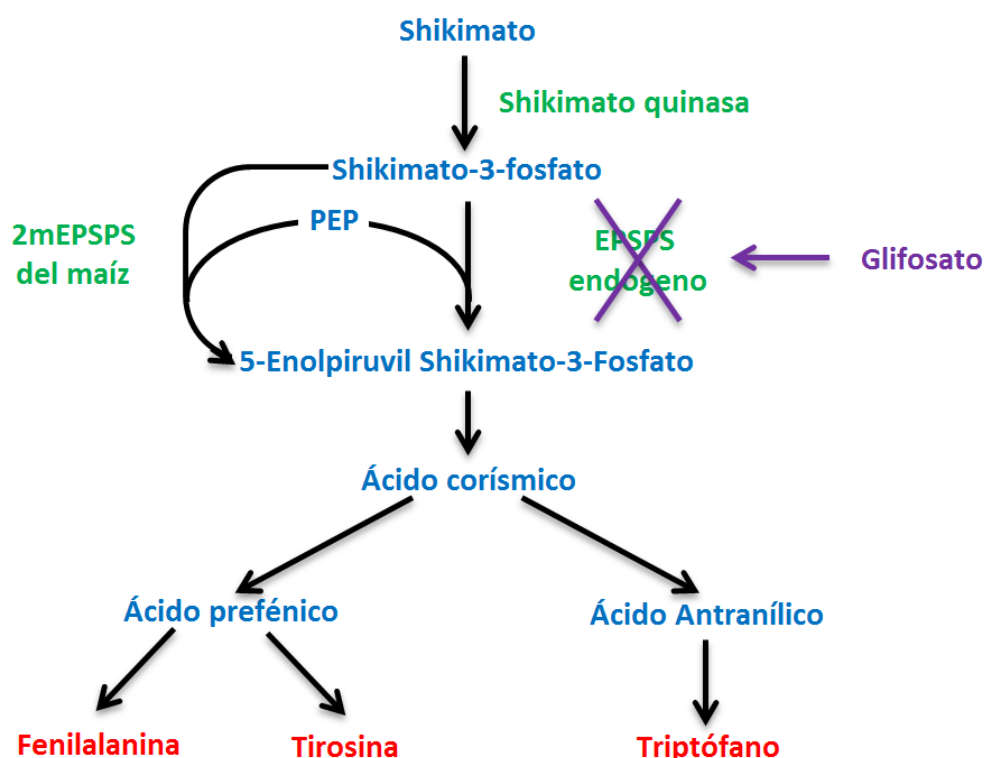 Shikimato
Shikimato quinasa
Shikimato-3-fosfato
PEP
2mEPSPS
del maíz
EPSPS
endógeno
Glifosato
5-Enolpiruvil Shikimato-3-Fosfato
Ácido corísmico
Ácido prefénico
Ácido Antranílico
Fenilalanina
Tirosina
Triptófano